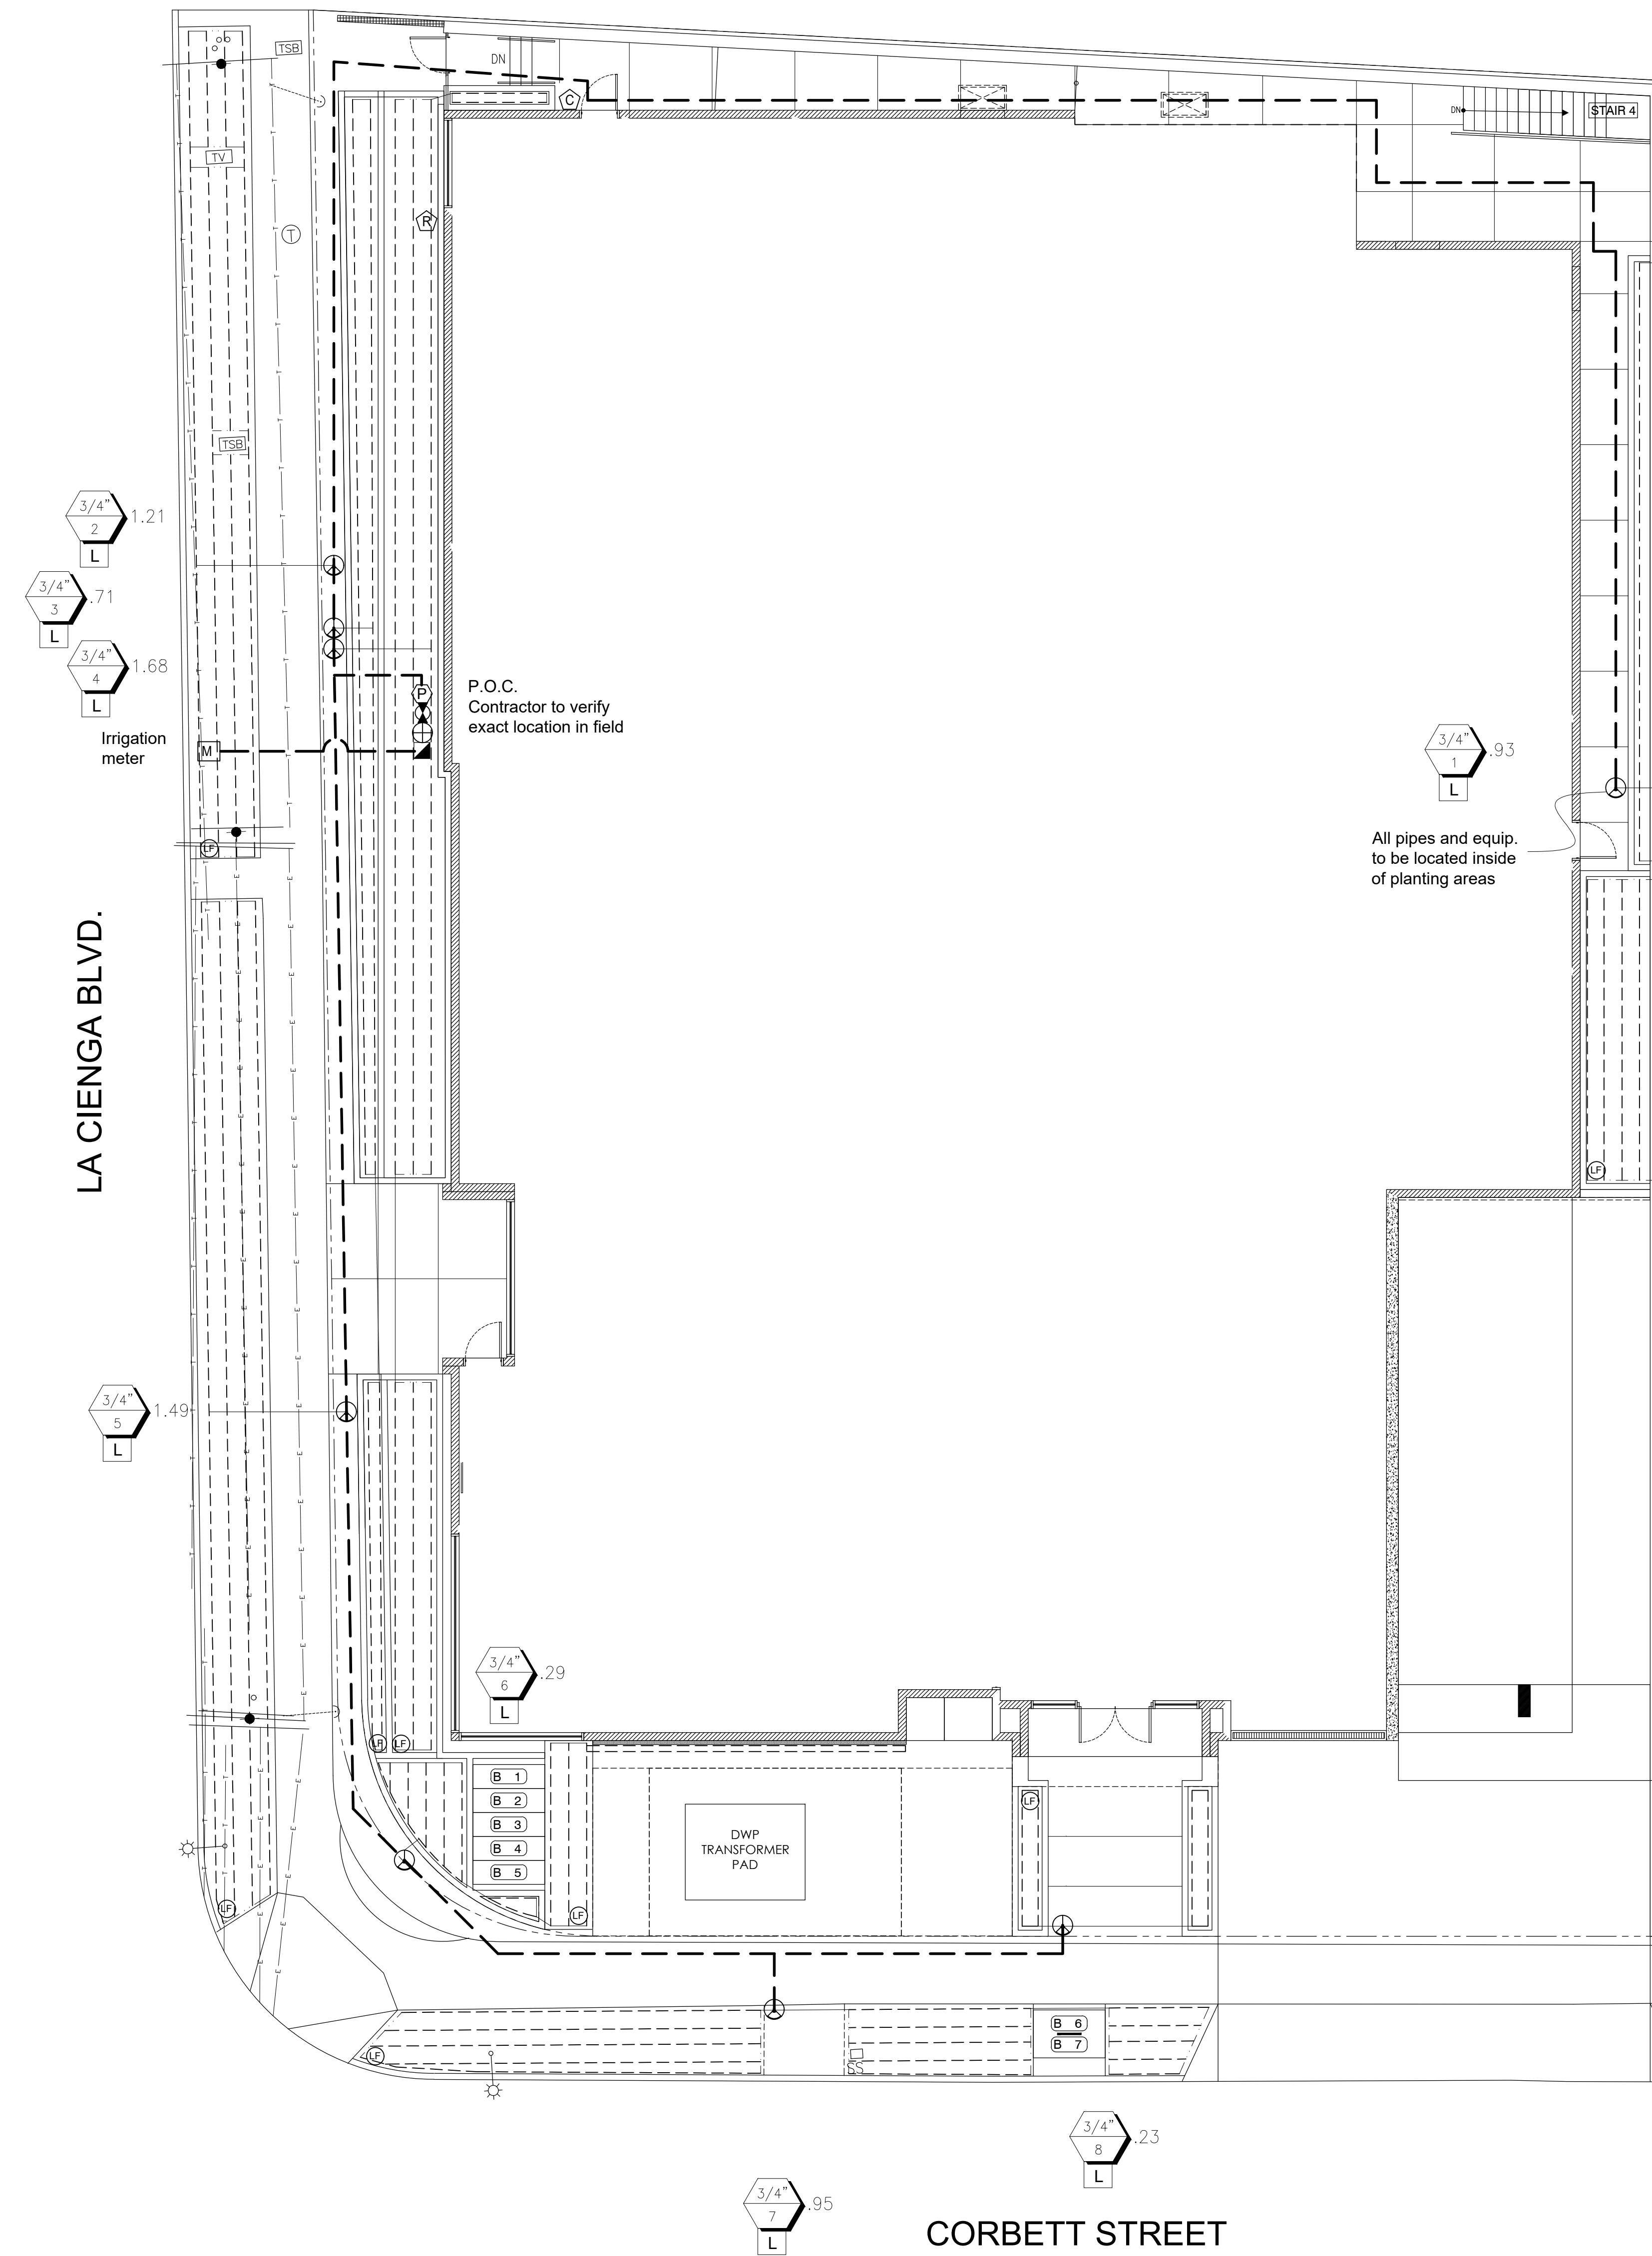 TSB
DN
C
DN
STAIR 4
TV
R
T
TSB
3/4"
2
1.21
L
3/4"
3
.71
L
3/4"
4
1.68
L
P
P.O.C.
Contractor to verify
exact location in field
Irrigation
meter
M
3/4"
1
.93
L
All pipes and equip.
to be located inside
of planting areas
LF
LA CIENGA BLVD.
LF
3/4"
5
1.49
L
3/4"
6
.29
L
LF
LF
B 1
B 2
B 3
B 4
B 5
DWP
TRANSFORMER
PAD
LF
LF
LF
B 6
B 7
LF
SS
3/4"
8
.23
L
3/4"
7
.95
L
CORBETT STREET